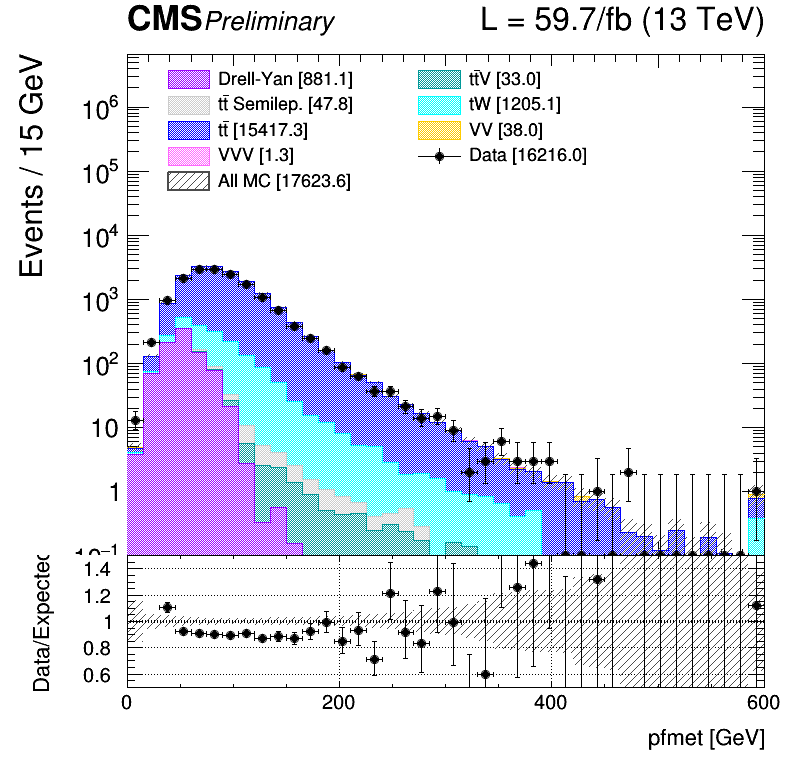 CMS Preliminary L = 59.7/fb (13 TeV)
Events / 15 GeV
Drell-Yan [881.1]
tt̄ Semilep. [47.8]
tt̄ [15417.3]
VVV [1.3]
All MC [17623.6]
tt̄V [33.0]
tW [1205.1]
VV [38.0]
Data [16216.0]
10⁶
10⁵
10⁴
10³
10²
10
1
10⁻¹
Data/Expected
1.4
1.2
1
0.8
0.6
0 200 400 600
pfmet [GeV]